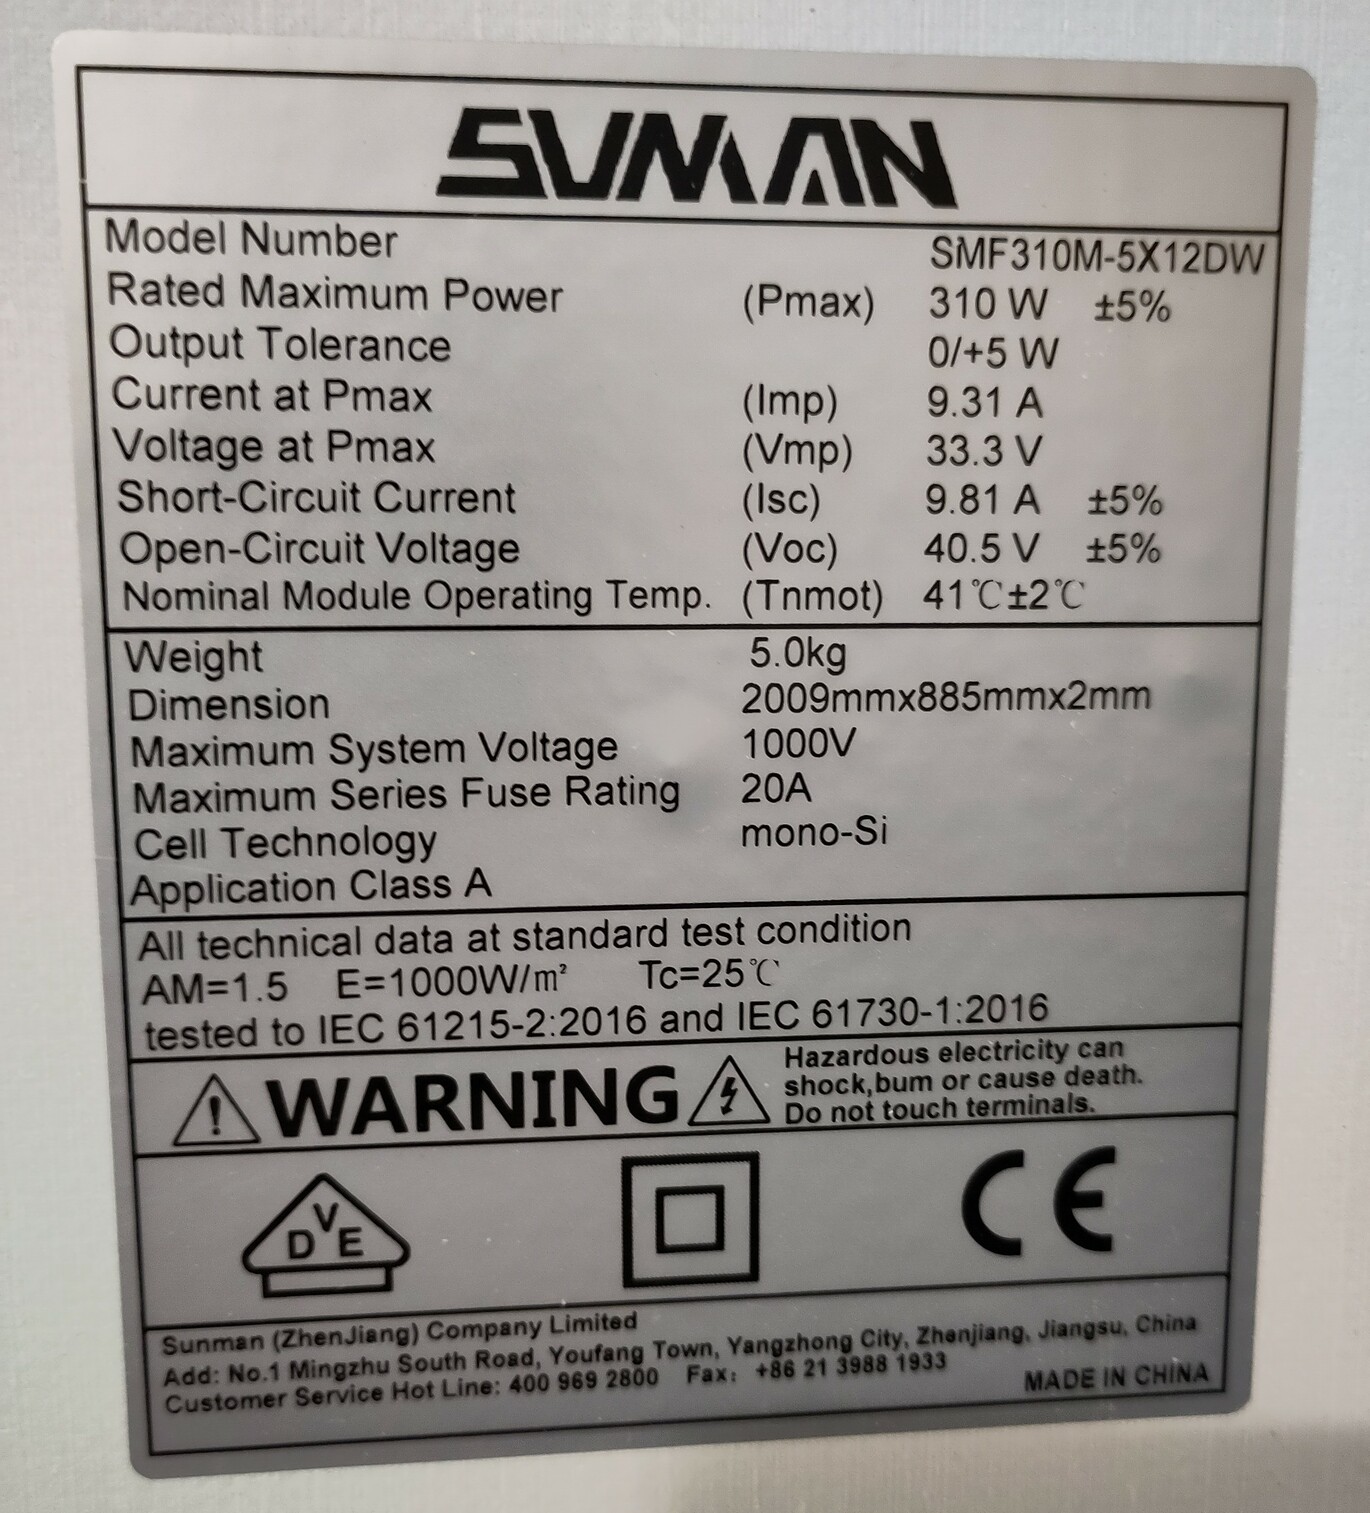 SUNMAN
Model Number SMF310M-5X12DW
Rated Maximum Power (Pmax) 310 W ±5%
Output Tolerance 0/+5 W
Current at Pmax (Imp) 9.31 A
Voltage at Pmax (Vmp) 33.3 V
Short-Circuit Current (Isc) 9.81 A ±5%
Open-Circuit Voltage (Voc) 40.5 V ±5%
Nominal Module Operating Temp. (Tnmot) 41℃±2℃
Weight 5.0kg
Dimension 2009mmx885mmx2mm
Maximum System Voltage 1000V
Maximum Series Fuse Rating 20A
Cell Technology mono-Si
Application Class A
All technical data at standard test condition
AM=1.5 E=1000W/m² Tc=25℃
tested to IEC 61215-2:2016 and IEC 61730-1:2016
WARNING
Hazardous electricity can
shock,bum or cause death.
Do not touch terminals.
DVE
CE
Sunman (ZhenJiang) Company Limited
Add: No.1 Mingzhu South Road, Youfang Town, Yangzhong City, Zhenjiang, Jiangsu, China
Customer Service Hot Line: 400 969 2800 Fax: +86 21 3988 1933
MADE IN CHINA